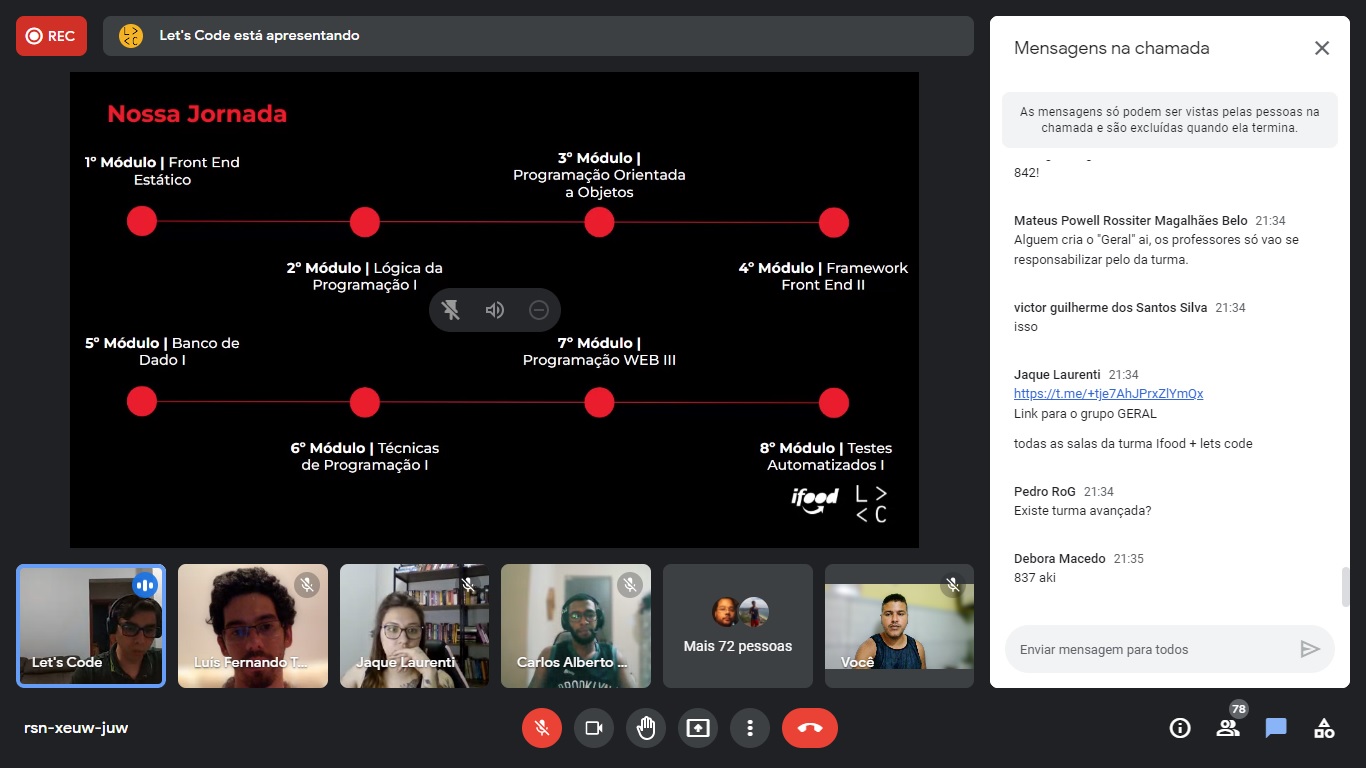 REC
Let's Code está apresentando
Nossa Jornada
1º Módulo | Front End
Estático
3º Módulo |
Programação Orientada
a Objetos
2º Módulo | Lógica da
Programação I
4º Módulo | Framework
Front End II
5º Módulo | Banco de
Dado I
7º Módulo |
Programação WEB III
6º Módulo | Técnicas
de Programação I
8º Módulo | Testes
Automatizados I
ifood
L >
< C
Let's Code
Luis Fernando T...
Jaque Laurenti
Carlos Alberto ...
BROOKLYN
Mais 72 pessoas
Você
rsn-xeuw-juw
Mensagens na chamada
As mensagens só podem ser vistas pelas pessoas na
chamada e são excluídas quando ela termina.
842!
Mateus Powell Rossiter Magalhães Belo 21:34
Alguem cria o "Geral" ai, os professores só vao se
responsabilizar pelo da turma.
victor guilherme dos Santos Silva 21:34
isso
Jaque Laurenti 21:34
https://t.me/+tje7AhJPrxZlYmQx
Link para o grupo GERAL
todas as salas da turma Ifood + lets code
Pedro RoG 21:34
Existe turma avançada?
Debora Macedo 21:35
837 aki
Enviar mensagem para todos
78